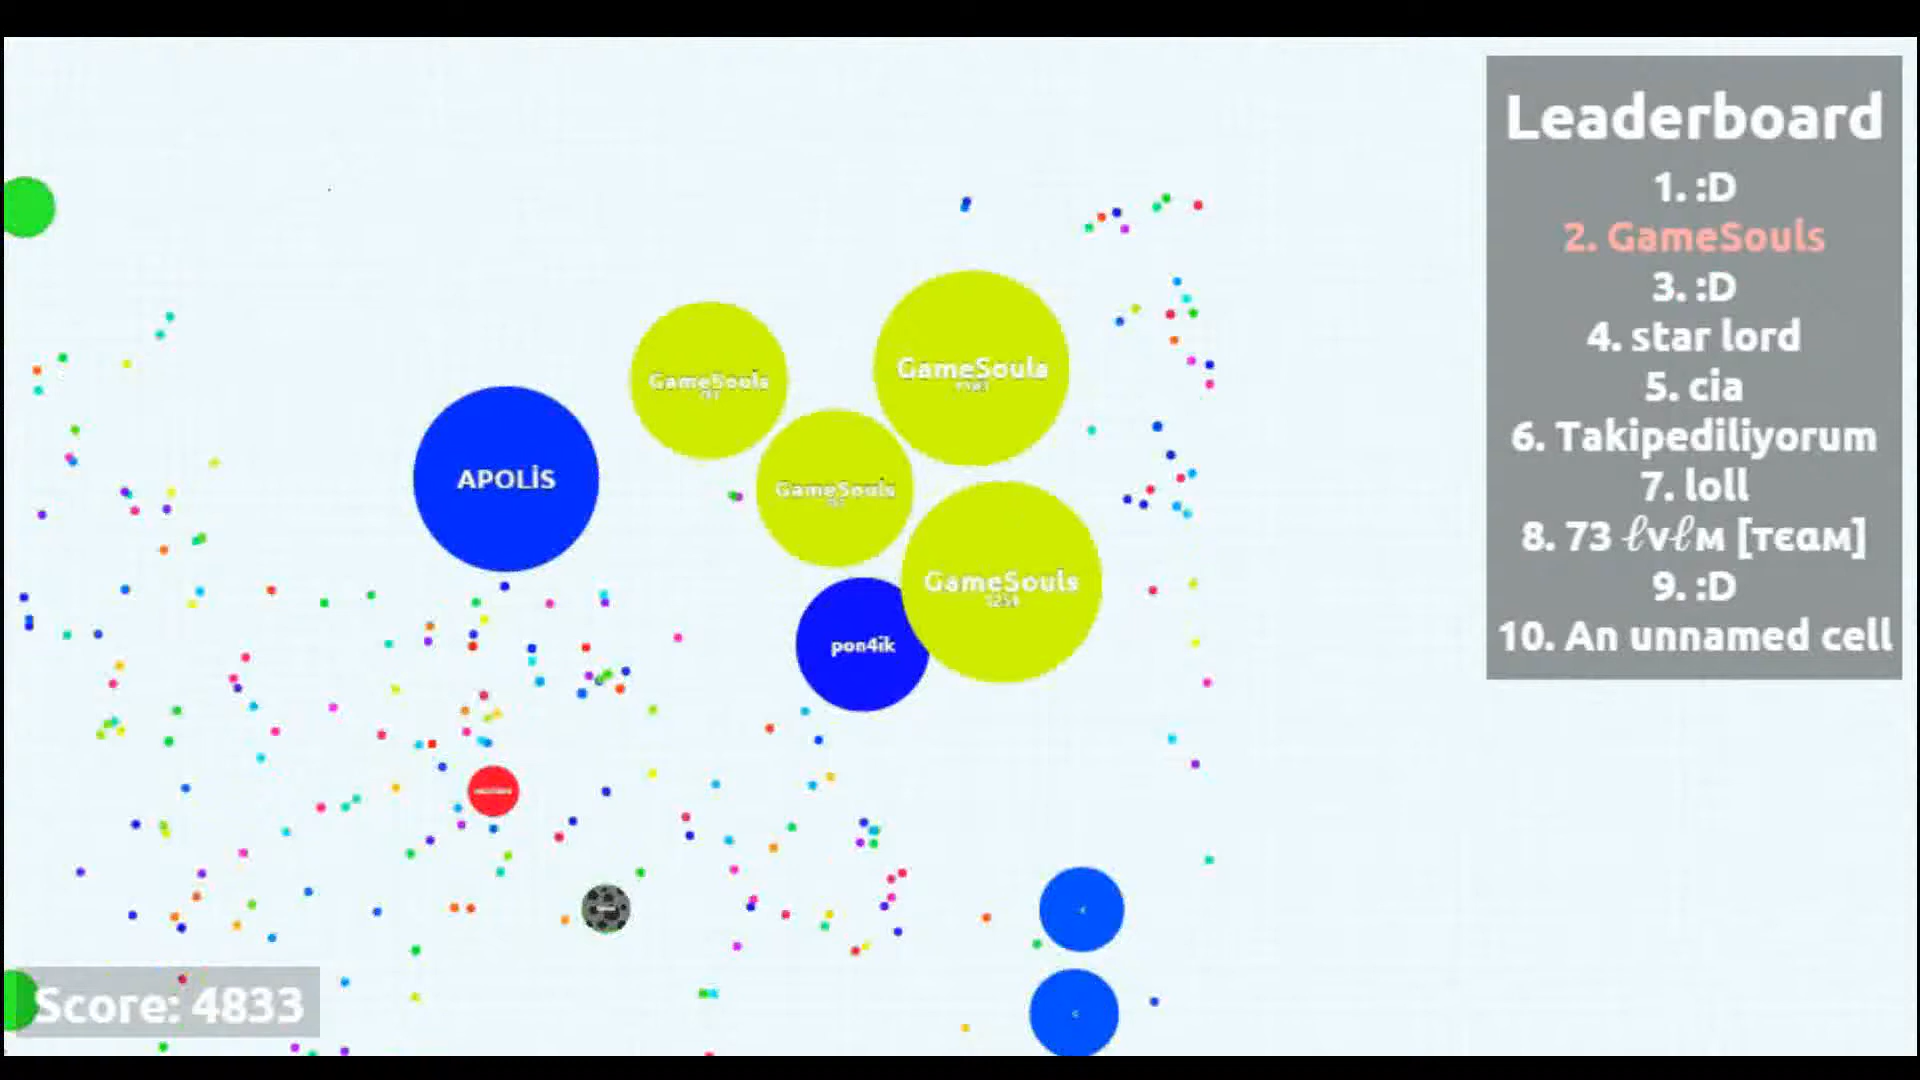 Leaderboard
1. :D
2. GameSouls
3. :D
4. star lord
5. cia
6. Takipediliyorum
7. loll
8. 73 ℓvℓм [тєαм]
9. :D
10. An unnamed cell
GameSouls
GameSouls
APOLİS
GameSouls
GameSouls
pon4ik
Score: 4833